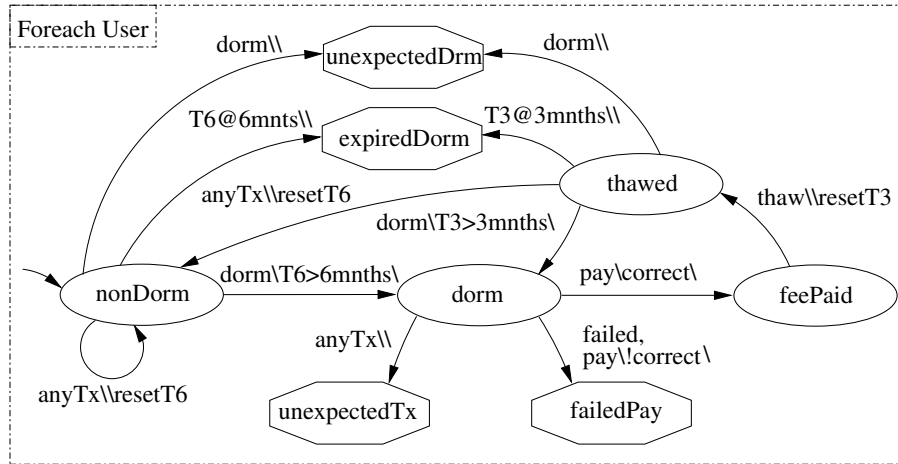 Foreach User
dorm\\
dorm\\
unexpectedDrm
T6@6mnts\\
T3@3mnths\\
expiredDorm
thawed
anyTx\\resetT6
thaw\\resetT3
dorm\T3>3mnths\
dorm\T6>6mnths\
pay\correct\
nonDorm
dorm
feePaid
anyTx\\
failed,
pay\!correct\
anyTx\\resetT6
unexpectedTx
failedPay